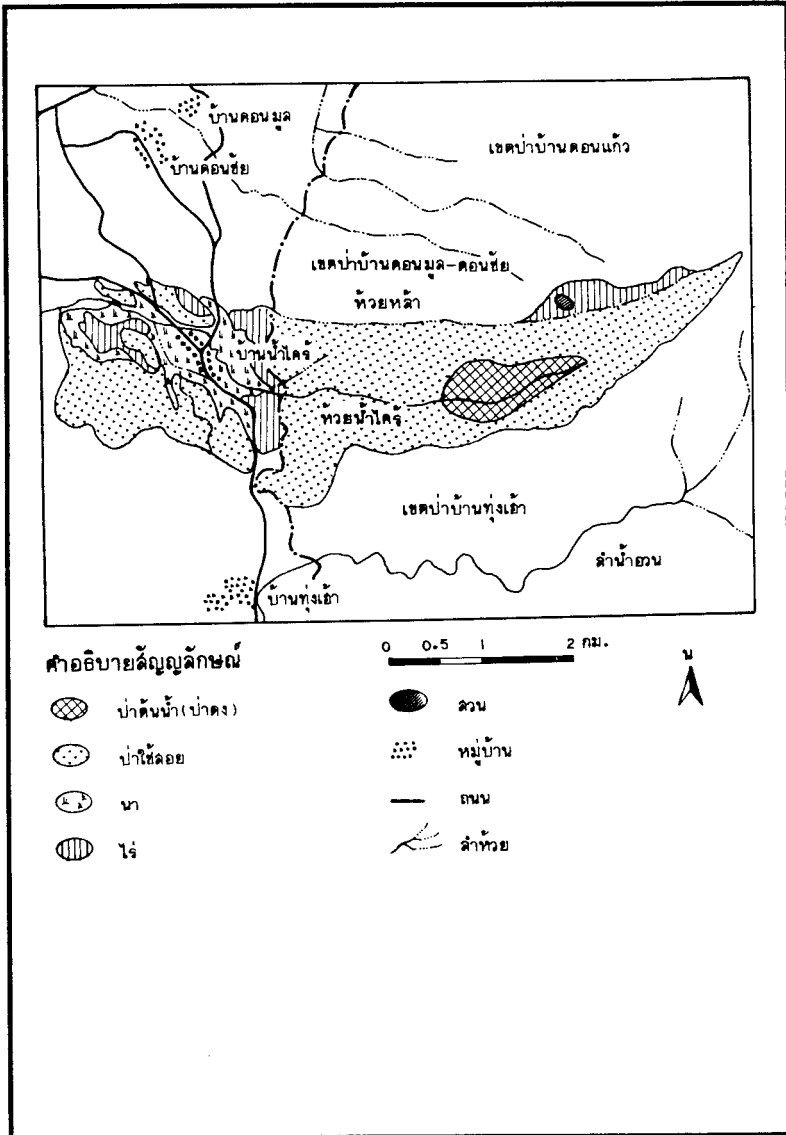 บ้านดอนมูล
บ้านดอนชัย
เขตป่าบ้านดอนแก้ว
เขตป่าบ้านดอนมูล-ดอนชัย
ห้วยหล้า
บ้านน้ำไคร้
ห้วยน้ำไคร้
เขตป่าบ้านทุ่งเฮ้า
ลำน้ำฮวน
บ้านทุ่งเฮ้า
คำอธิบายสัญญลักษณ์
0 0.5 1 2 กม.
น
ป่าต้นน้ำ(ป่าดง)
สวน
ป่าใช้สอย
หมู่บ้าน
นา
ถนน
ไร่
ลำห้วย